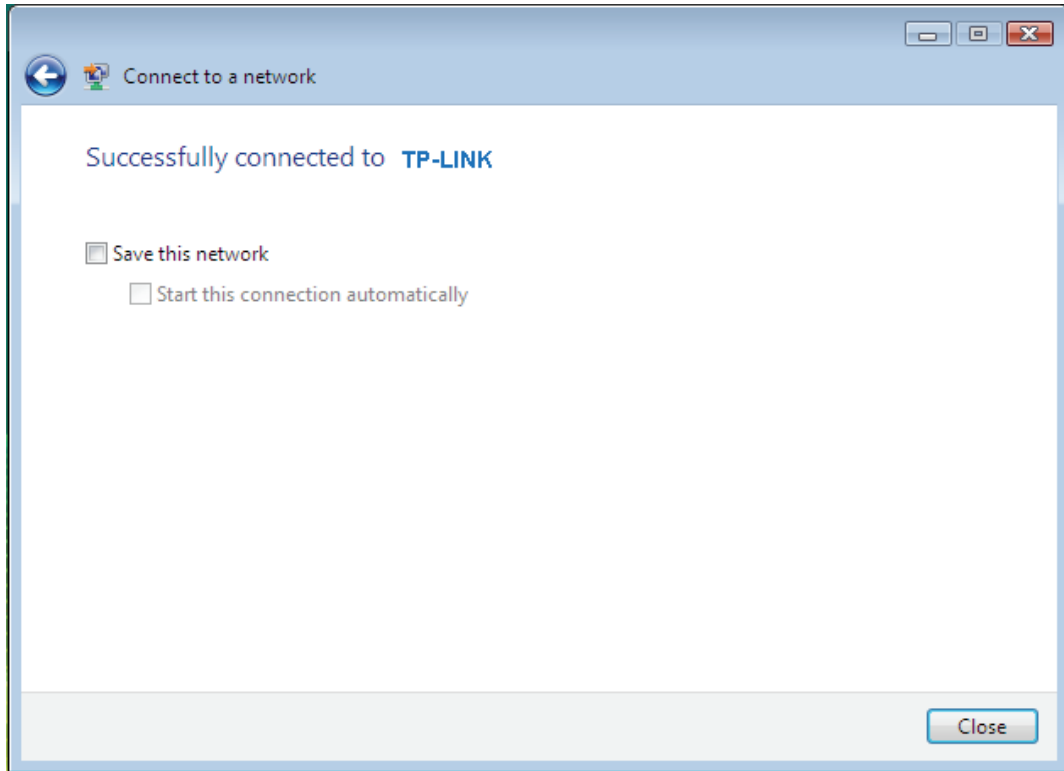 Connect to a network
Successfully connected to TP-LINK
Save this network
Start this connection automatically
Close